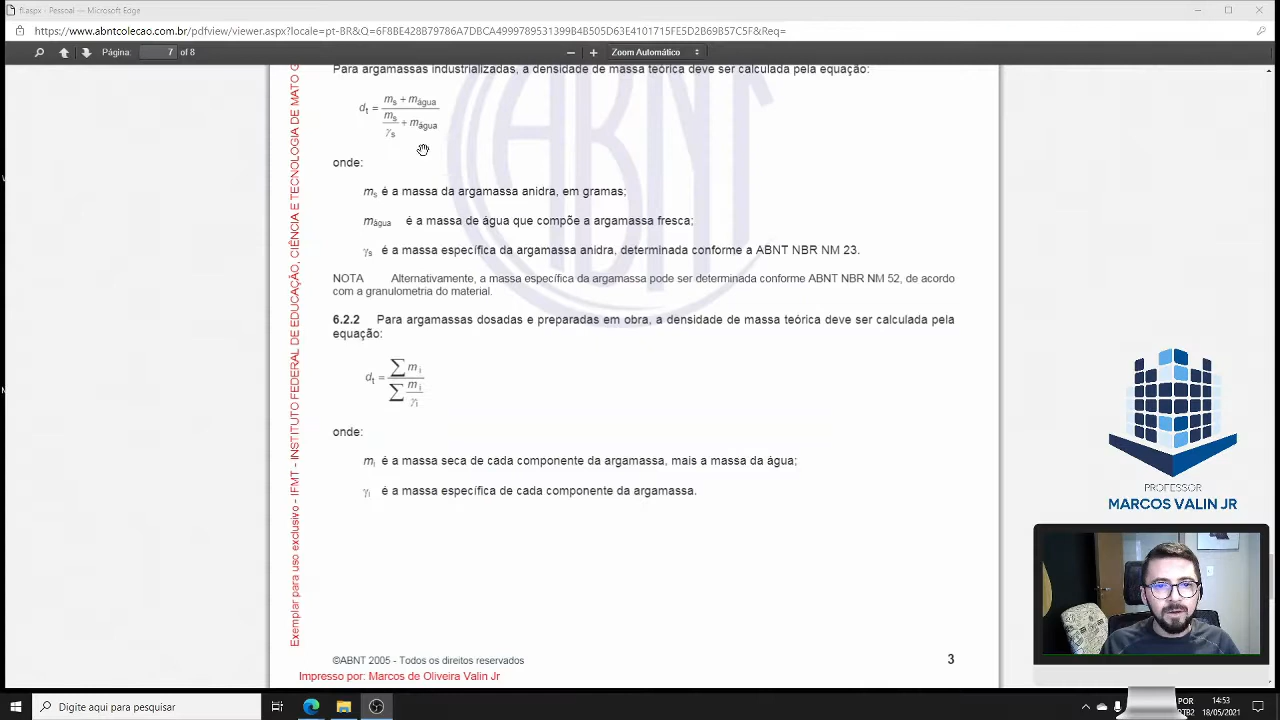 fl.aspx - Pessoal — Microsoft Edge
https://www.abntcolecao.com.br/pdfview/viewer.aspx?locale=pt-BR&Q=6F8BE428B79786A7DBCA4999789531399B4B505D63FD51015715FE5D2B69B57C5F&Req=
Página: 7 of 8 Zoom Automático
Para argamassas industrializadas, a densidade de massa teórica deve ser calculada pela equação:
dt = (ms + mágua) / (ms/γs + mágua)
onde:
ms é a massa da argamassa anidra, em gramas;
mágua é a massa de água que compõe a argamassa fresca;
γs é a massa específica da argamassa anidra, determinada conforme a ABNT NBR NM 23.
NOTA Alternativamente, a massa específica da argamassa pode ser determinada conforme ABNT NBR NM 52, de acordo
com a granulometria do material.
6.2.2 Para argamassas dosadas e preparadas em obra, a densidade de massa teórica deve ser calculada pela
equação:
dt = ∑ mi / ∑ (mi/γi)
onde:
mi é a massa seca de cada componente da argamassa, mais a massa da água;
γi é a massa específica de cada componente da argamassa.
©ABNT 2005 - Todos os direitos reservados 3
Impresso por: Marcos de Oliveira Valin Jr
Exemplar para uso exclusivo - IFMT - INSTITUTO FEDERAL DE EDUCAÇÃO, CIÊNCIA E TECNOLOGIA DE MATO G
ABNT
PROFESSOR
MARCOS VALIN JR
Digite aqui para pesquisar
POR 14:53
PTB2 18/05/2021